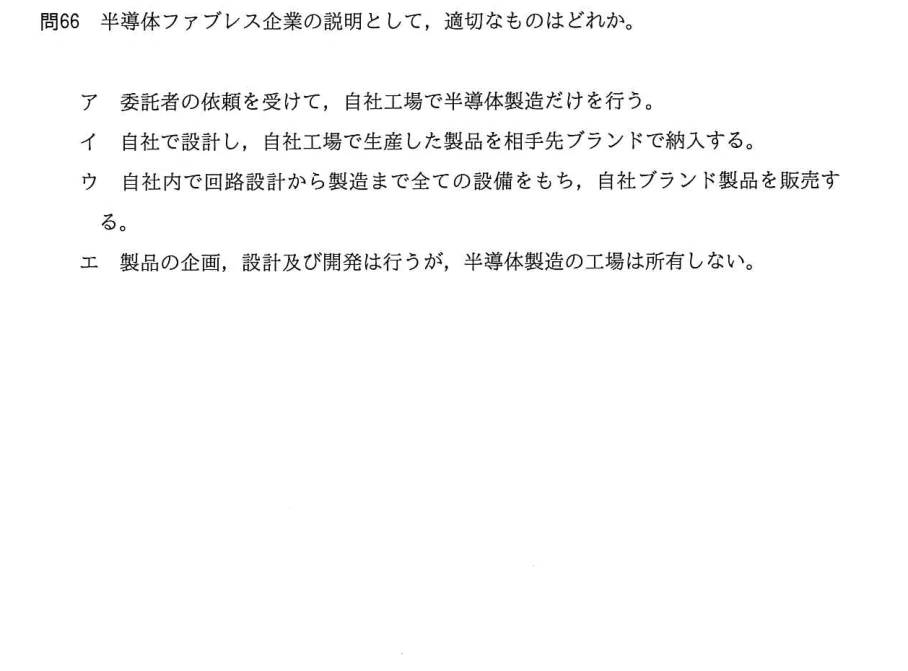 問66 半導体ファブレス企業の説明として，適切なものはどれか。
ア 委託者の依頼を受けて，自社工場で半導体製造だけを行う。
イ 自社で設計し，自社工場で生産した製品を相手先ブランドで納入する。
ウ 自社内で回路設計から製造まで全ての設備をもち，自社ブランド製品を販売す
る。
エ 製品の企画，設計及び開発は行うが，半導体製造の工場は所有しない。